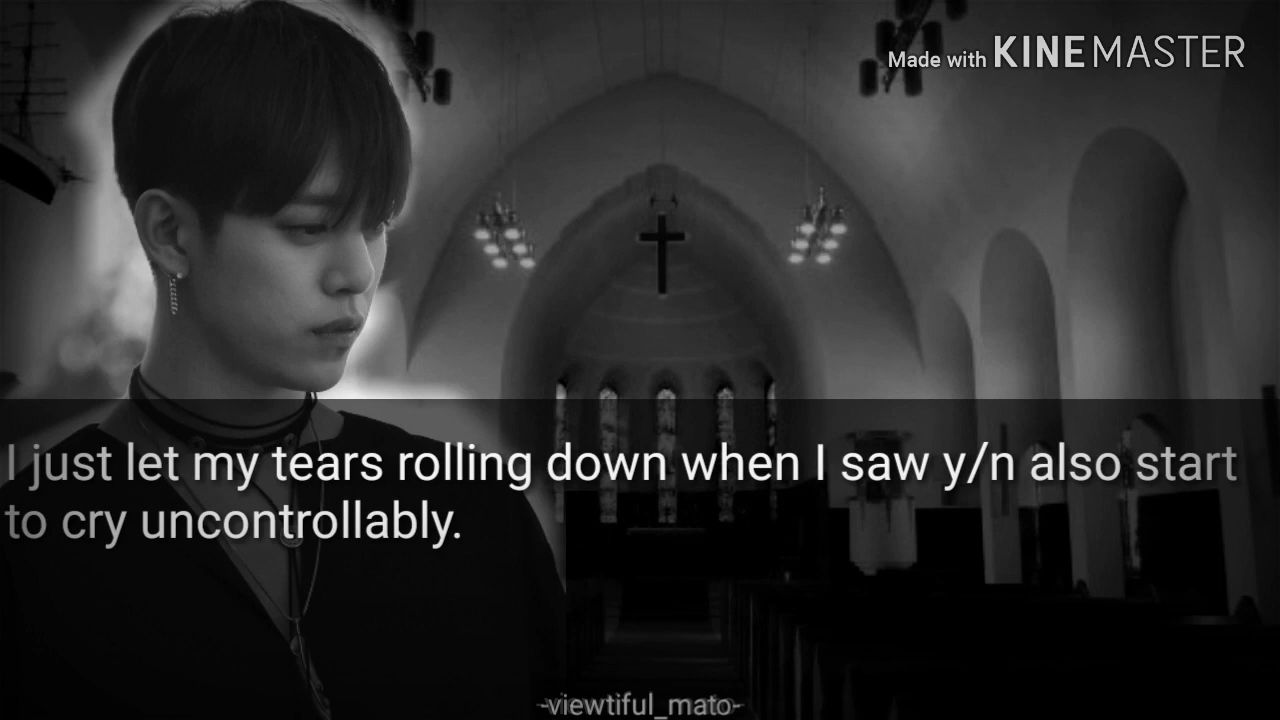 Made with KINEMASTER
I just let my tears rolling down when I saw y/n also start
to cry uncontrollably.
-viewtiful_mato-